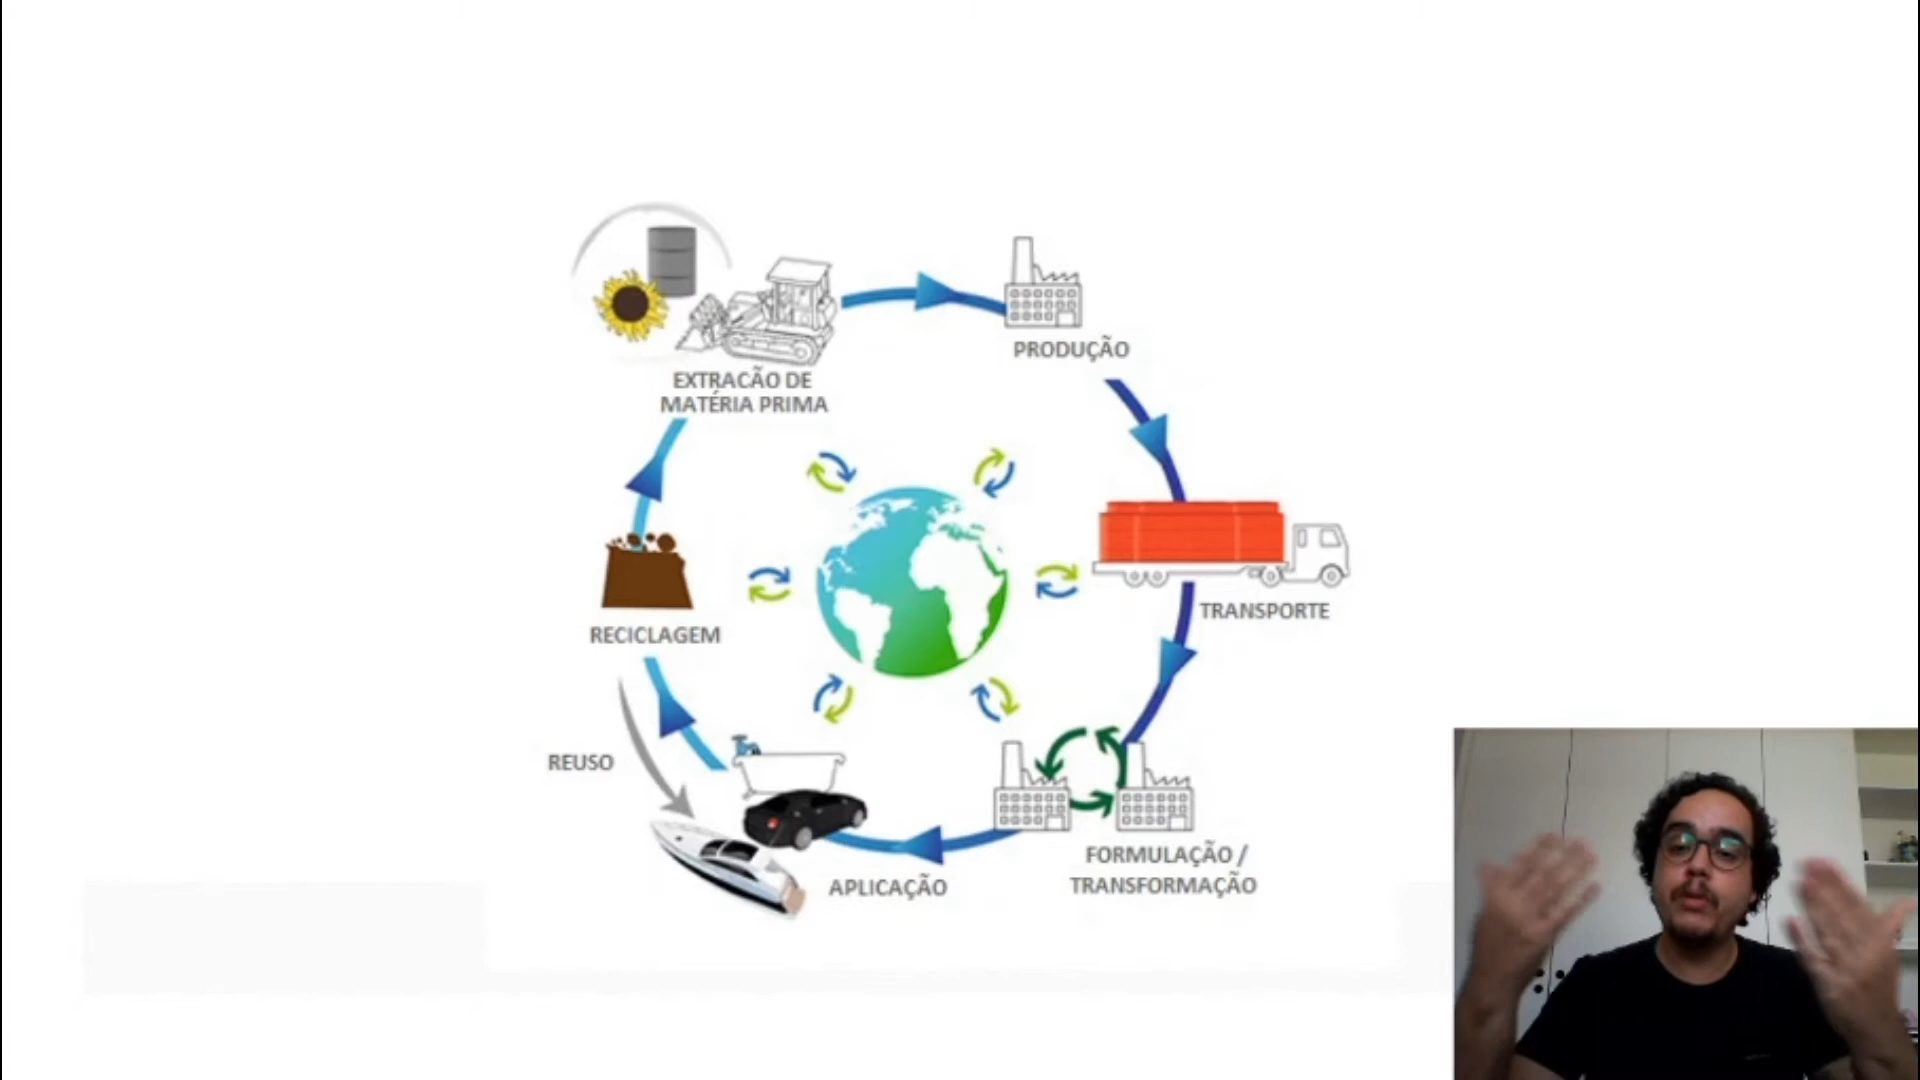 EXTRACÃO DE
MATÉRIA PRIMA
PRODUÇÃO
TRANSPORTE
FORMULAÇÃO /
TRANSFORMAÇÃO
APLICAÇÃO
REUSO
RECICLAGEM